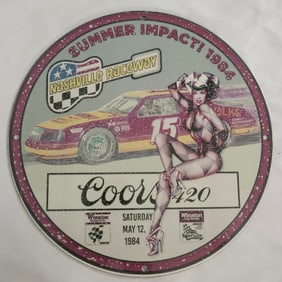 SUMMER IMPACT! 1984
NASHVILLE RACEWAY
15
Coors 420
SATURDAY
MAY 12,
1984
Winston
Winston